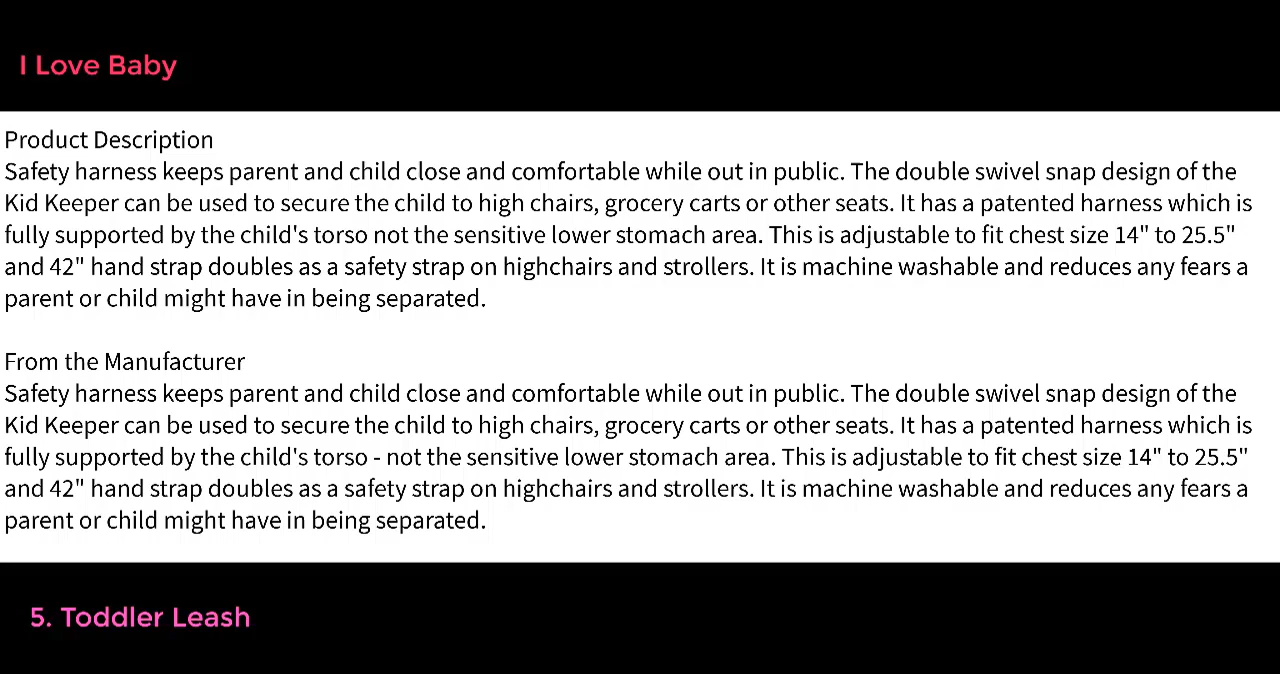 I Love Baby
Product Description
Safety harness keeps parent and child close and comfortable while out in public. The double swivel snap design of the
Kid Keeper can be used to secure the child to high chairs, grocery carts or other seats. It has a patented harness which is
fully supported by the child's torso not the sensitive lower stomach area. This is adjustable to fit chest size 14" to 25.5"
and 42" hand strap doubles as a safety strap on highchairs and strollers. It is machine washable and reduces any fears a
parent or child might have in being separated.
From the Manufacturer
Safety harness keeps parent and child close and comfortable while out in public. The double swivel snap design of the
Kid Keeper can be used to secure the child to high chairs, grocery carts or other seats. It has a patented harness which is
fully supported by the child's torso - not the sensitive lower stomach area. This is adjustable to fit chest size 14" to 25.5"
and 42" hand strap doubles as a safety strap on highchairs and strollers. It is machine washable and reduces any fears a
parent or child might have in being separated.
5. Toddler Leash